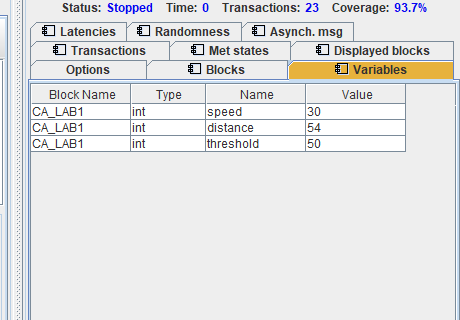 Status: Stopped Time: 0 Transactions: 23 Coverage: 93.7%
Latencies Randomness Asynch. msg
Transactions Met states Displayed blocks
Options Blocks Variables
Block Name Type Name Value
CA_LAB1 int speed 30
CA_LAB1 int distance 54
CA_LAB1 int threshold 50